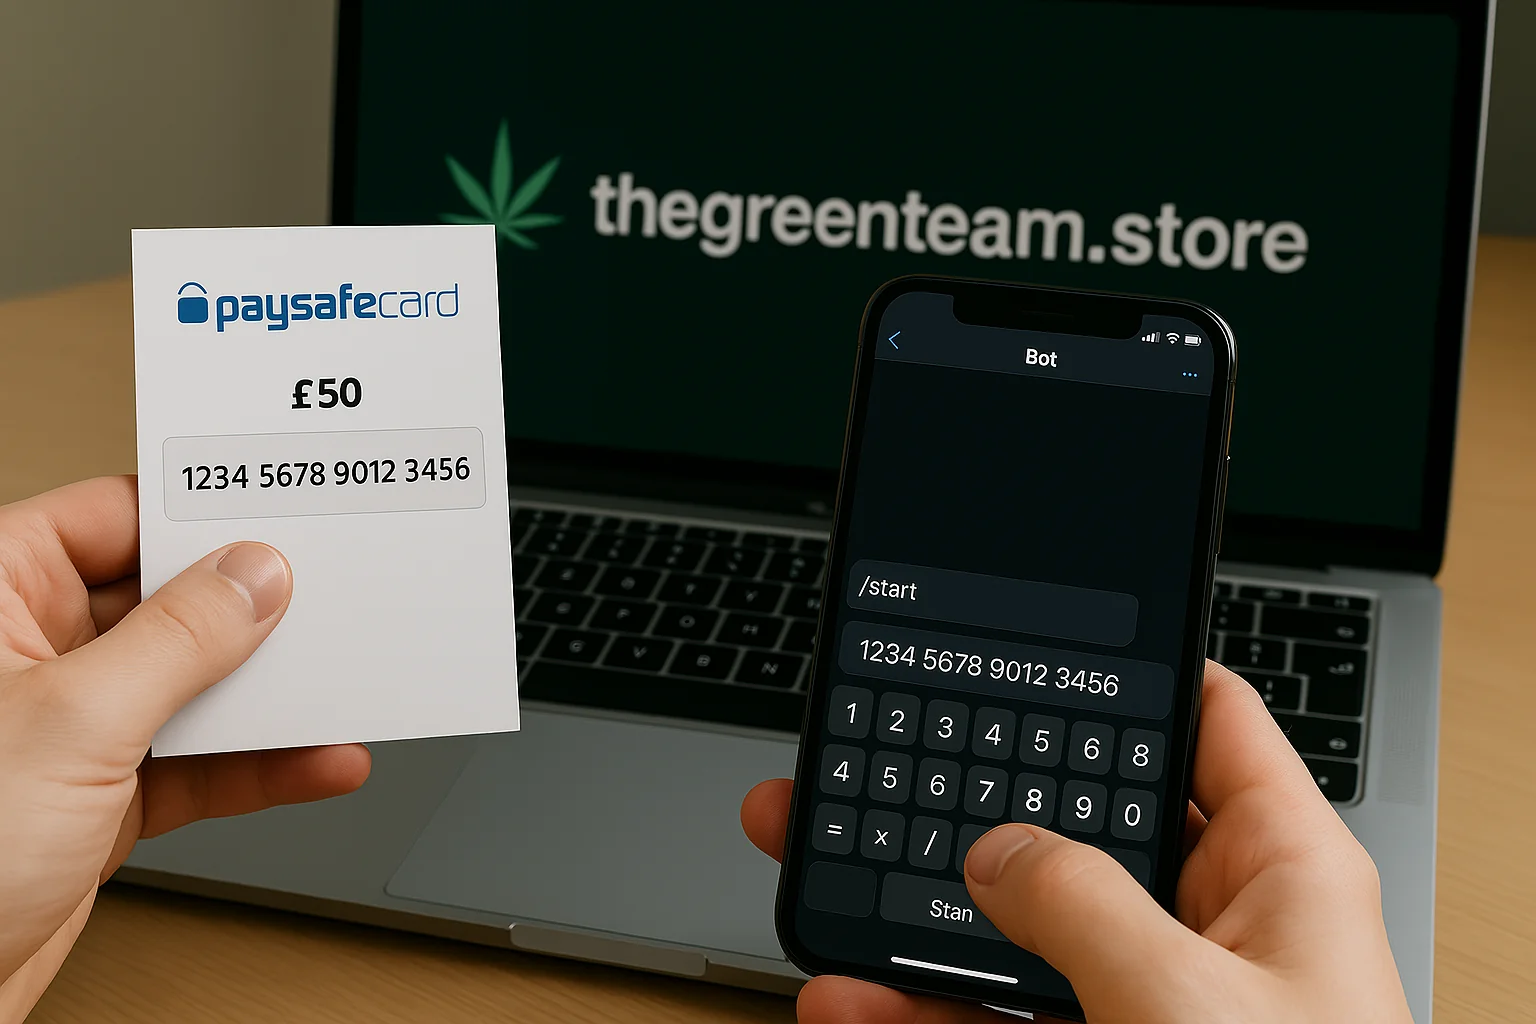 thegreenteam.store
paysafecard
£50
1234 5678 9012 3456
Bot
/start
1234 5678 9012 3456
1 2 3 4 5 6 8
4 5 6 7 8 9 0
= x /
Stan